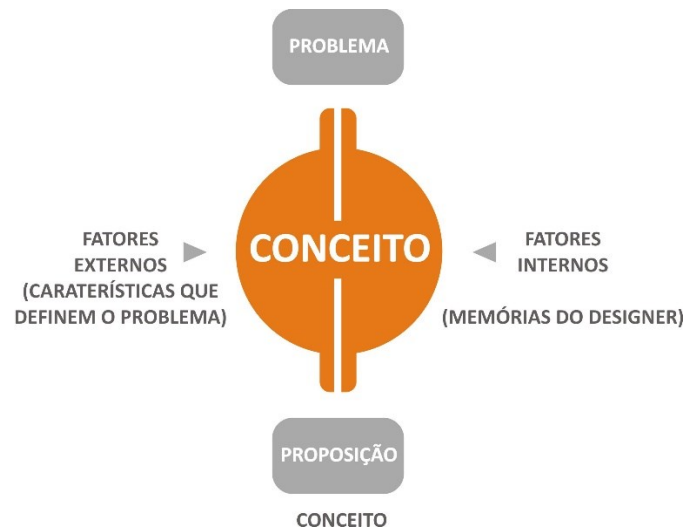 PROBLEMA
FATORES
EXTERNOS
(CARATERÍSTICAS QUE
DEFINEM O PROBLEMA)
CONCEITO
FATORES
INTERNOS
(MEMÓRIAS DO DESIGNER)
PROPOSIÇÃO
CONCEITO